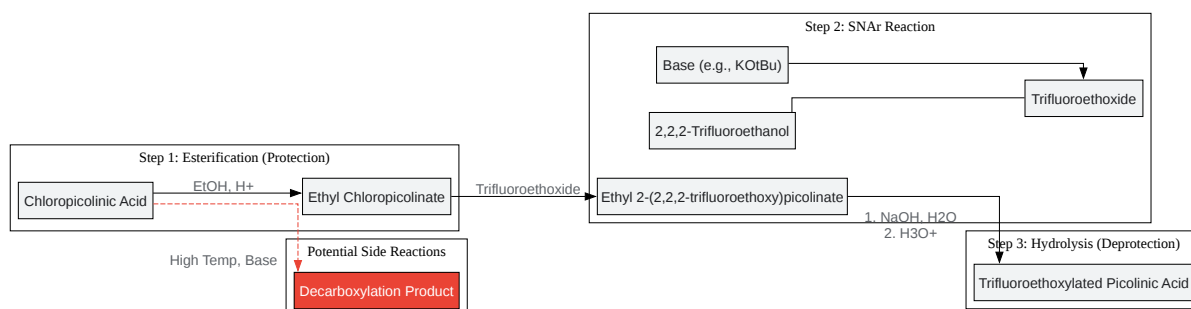 Step 2: SNAr Reaction
Base (e.g., KOtBu)
Trifluoroethoxide
2,2,2-Trifluoroethanol
Step 1: Esterification (Protection)
Chloropicolinic Acid
EtOH, H+
Ethyl Chloropicolinate
Trifluoroethoxide
Ethyl 2-(2,2,2-trifluoroethoxy)picolinate
1. NaOH, H2O
2. H3O+
High Temp, Base
Potential Side Reactions
Decarboxylation Product
Step 3: Hydrolysis (Deprotection)
Trifluoroethoxylated Picolinic Acid